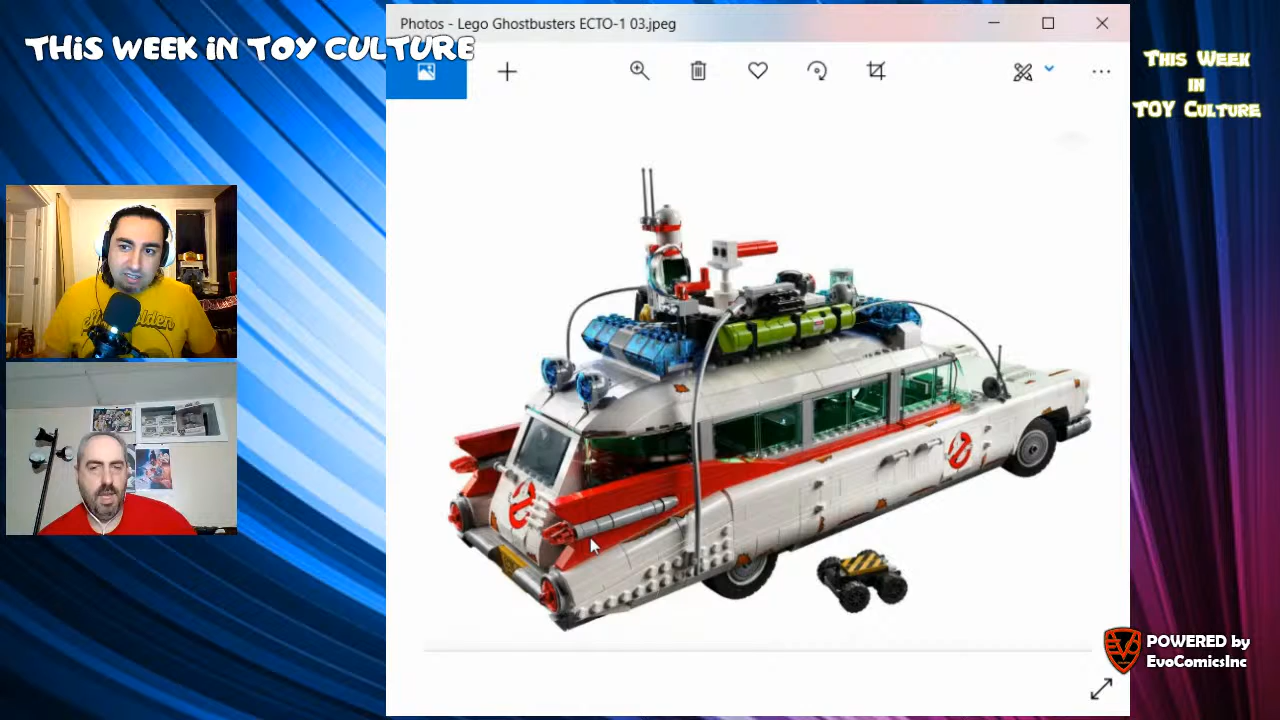 Photos - Lego Ghostbusters ECTO-1 03.jpeg
THiS WEEK iN TOY CULTURE
THiS WEEK
iN
TOY CULTURE
POWERED by
EvoComicsInc